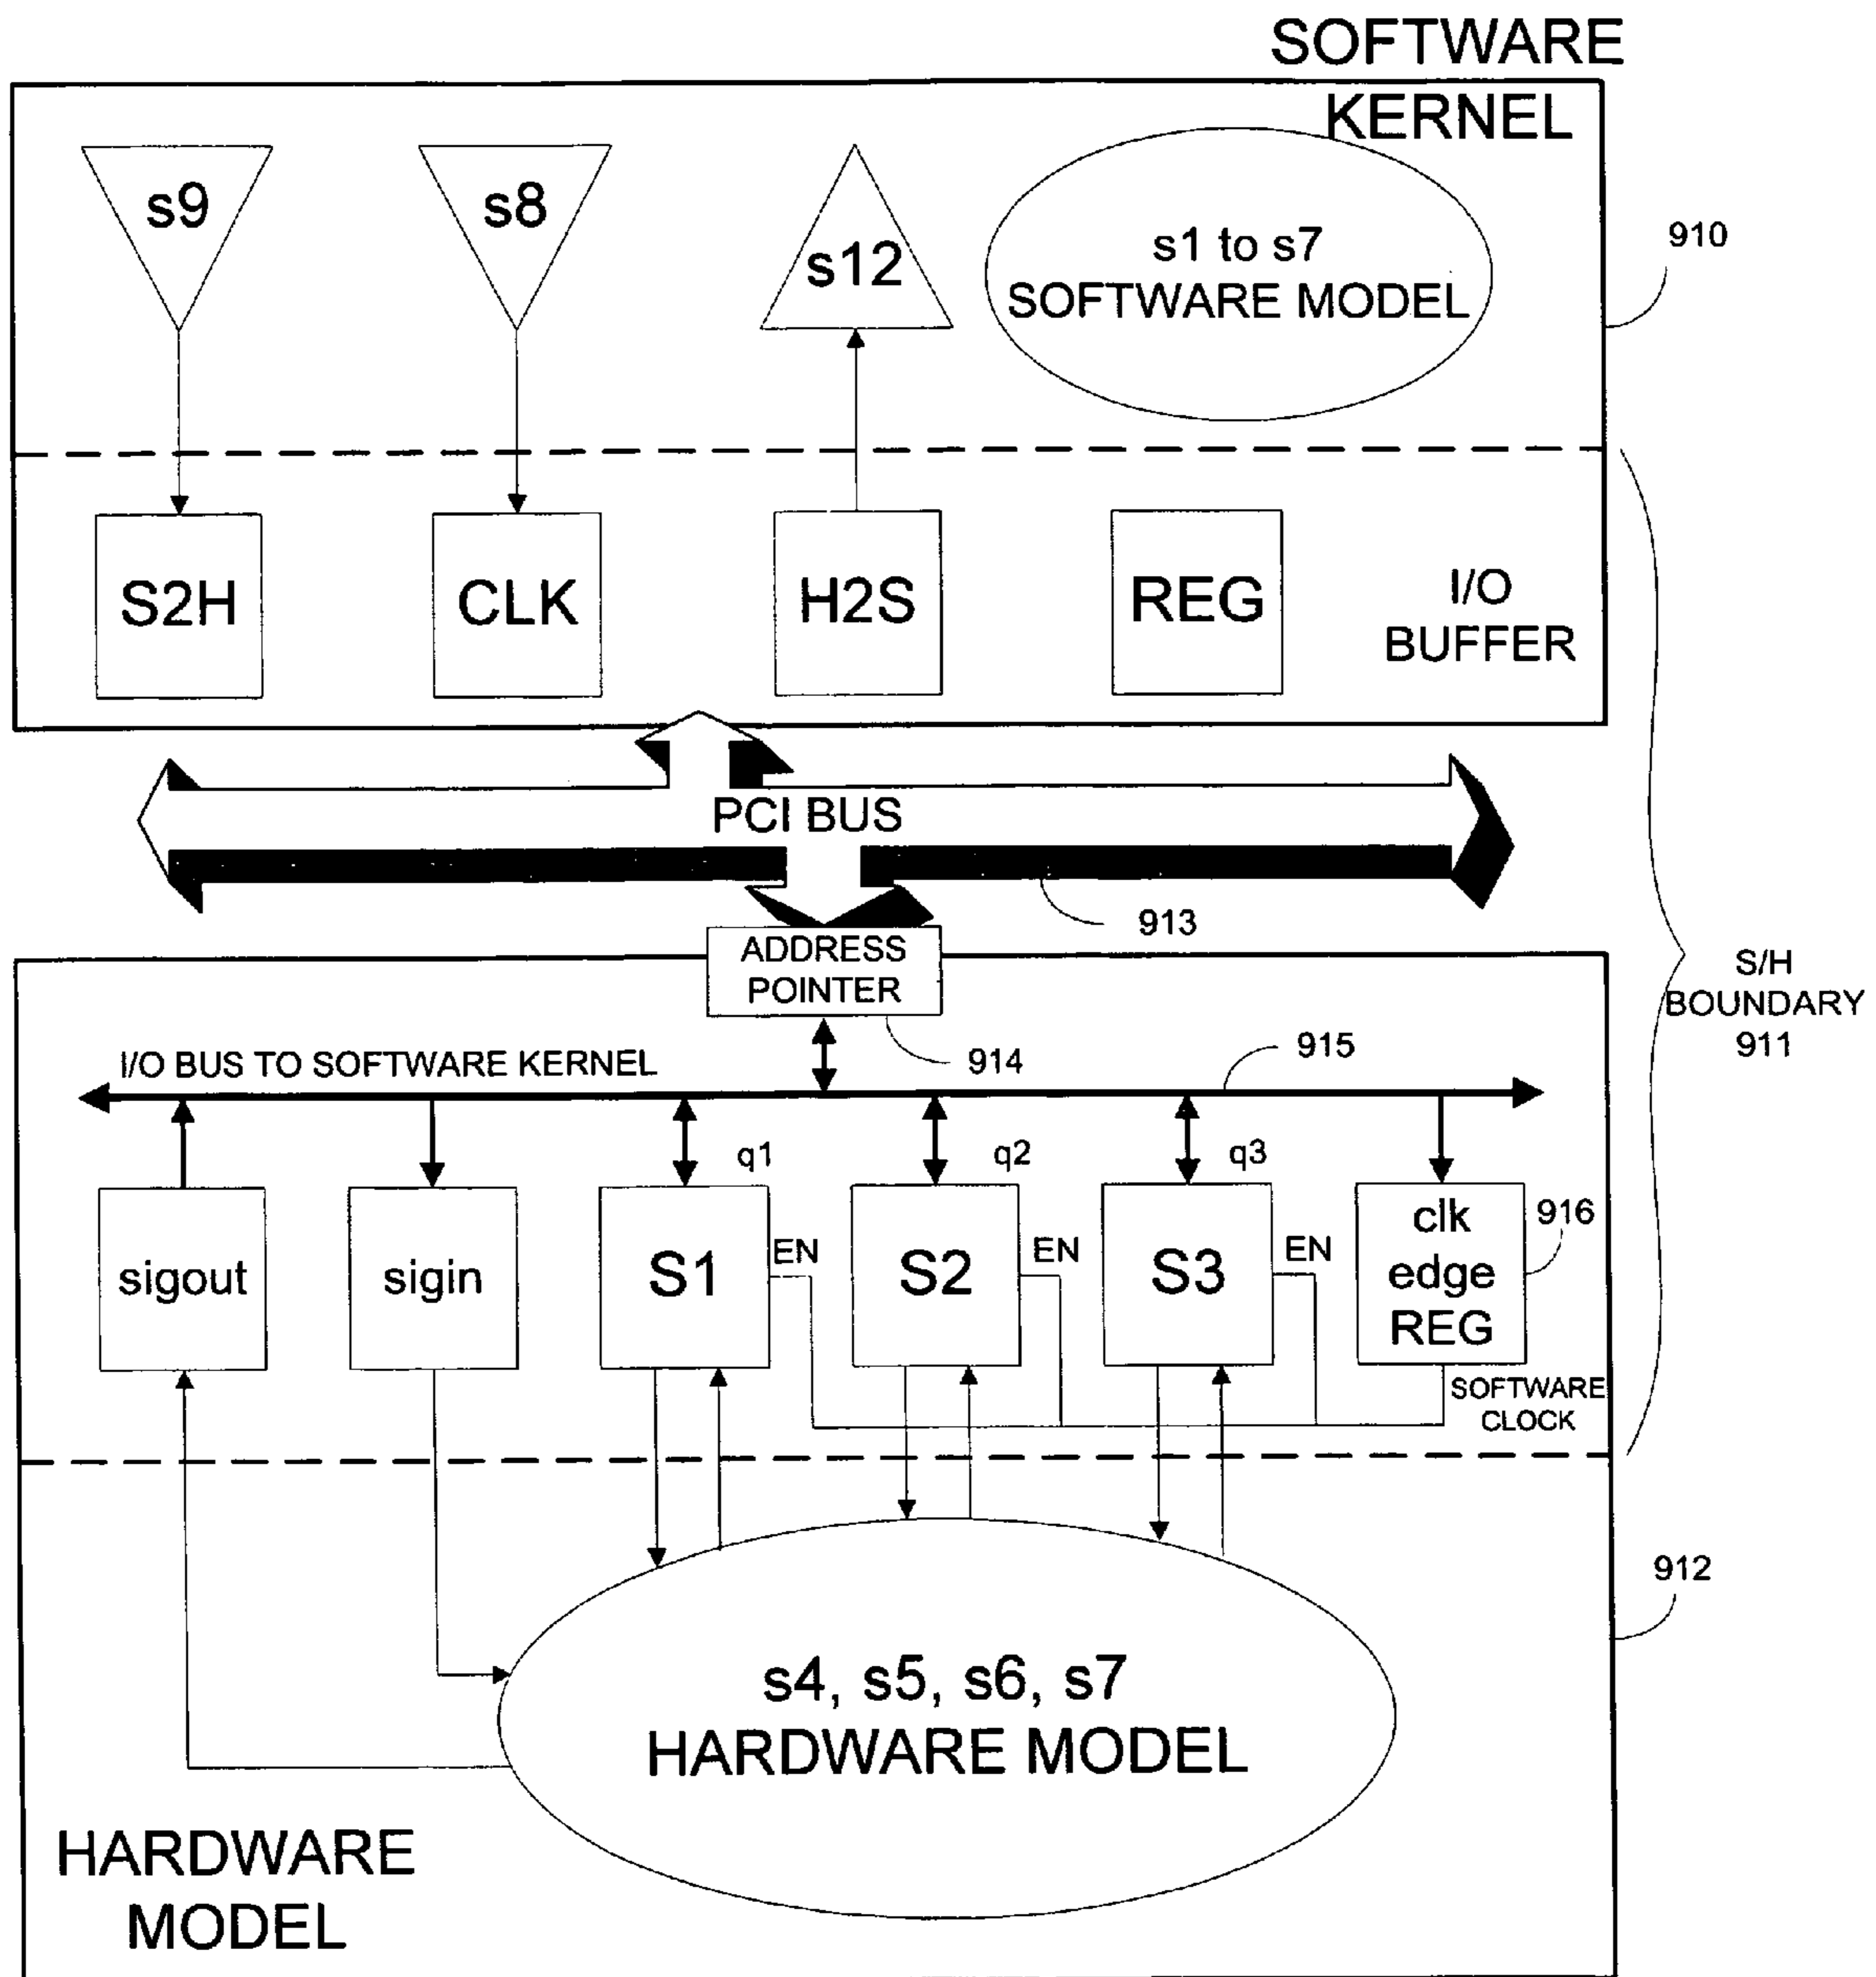 SOFTWARE
KERNEL
s9
s8
s12
s1 to s7
SOFTWARE MODEL
910
S2H
CLK
H2S
REG
I/O
BUFFER
PCI BUS
913
ADDRESS
POINTER
914
S/H
BOUNDARY
911
I/O BUS TO SOFTWARE KERNEL
915
q1
q2
q3
sigout
sigin
S1
EN
S2
EN
S3
EN
clk
edge
REG
916
SOFTWARE
CLOCK
912
s4, s5, s6, s7
HARDWARE MODEL
HARDWARE
MODEL